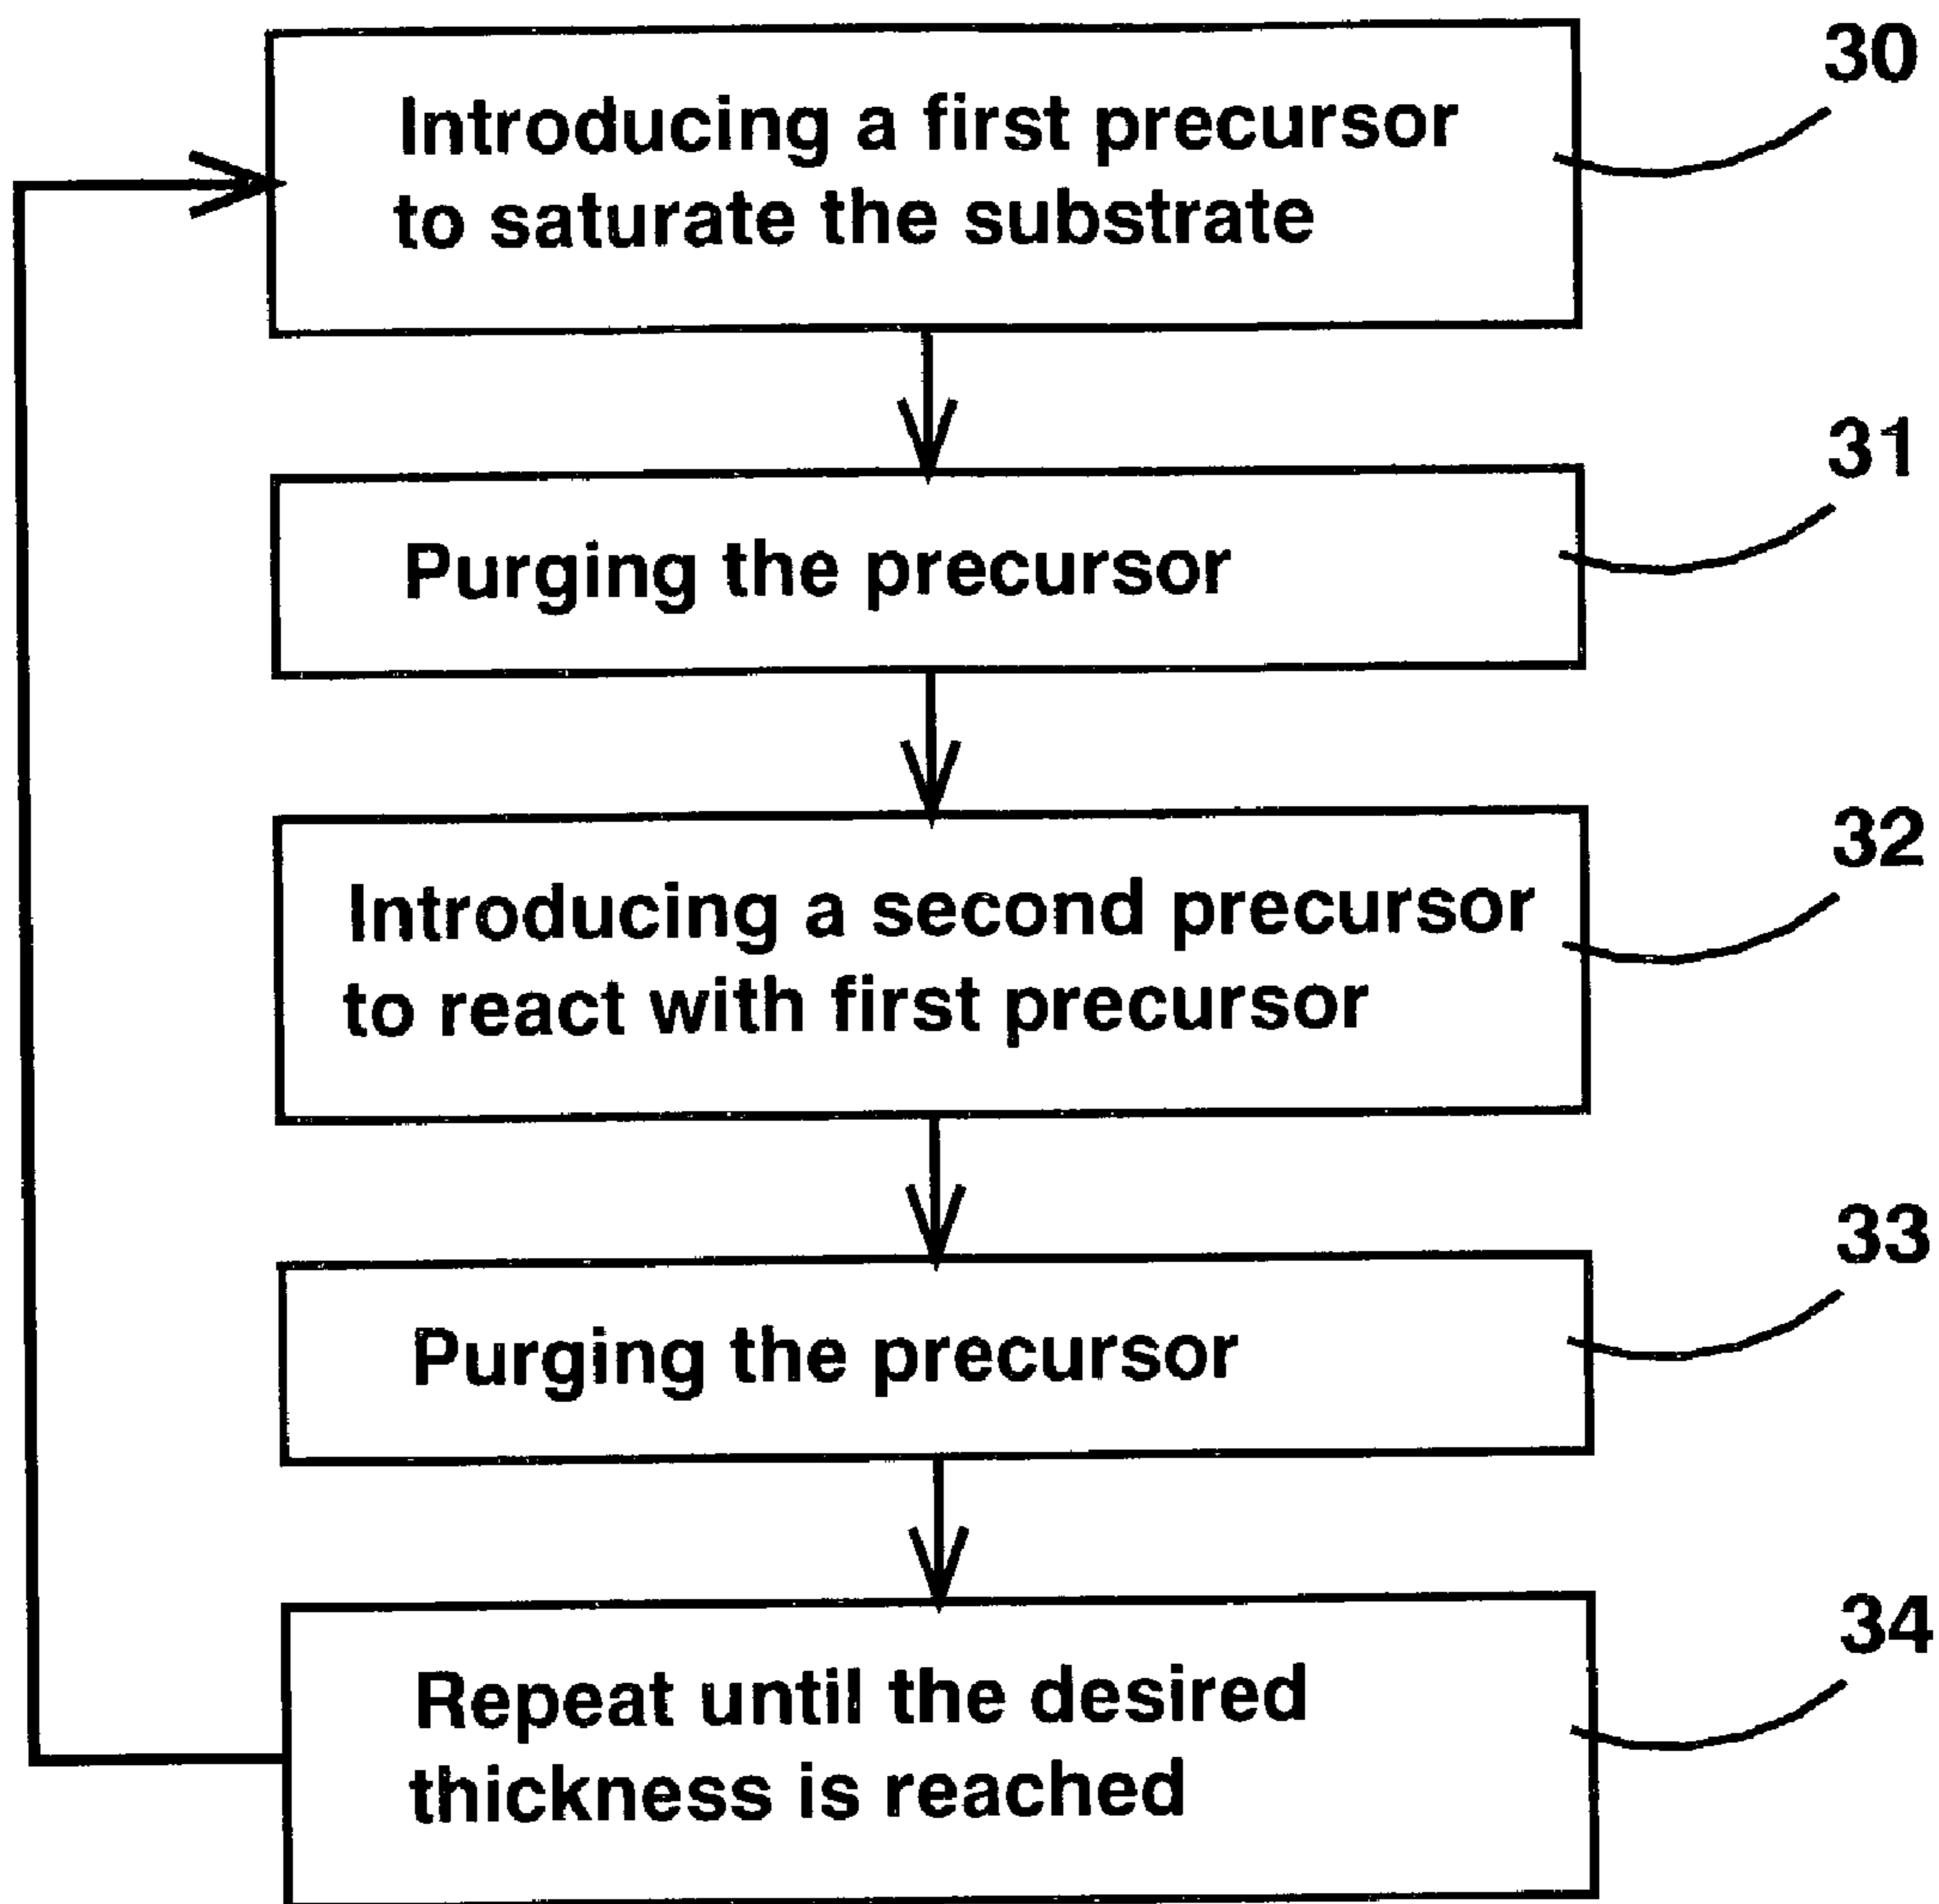 30
Introducing a first precursor
to saturate the substrate
31
Purging the precursor
32
Introducing a second precursor
to react with first precursor
33
Purging the precursor
34
Repeat until the desired
thickness is reached